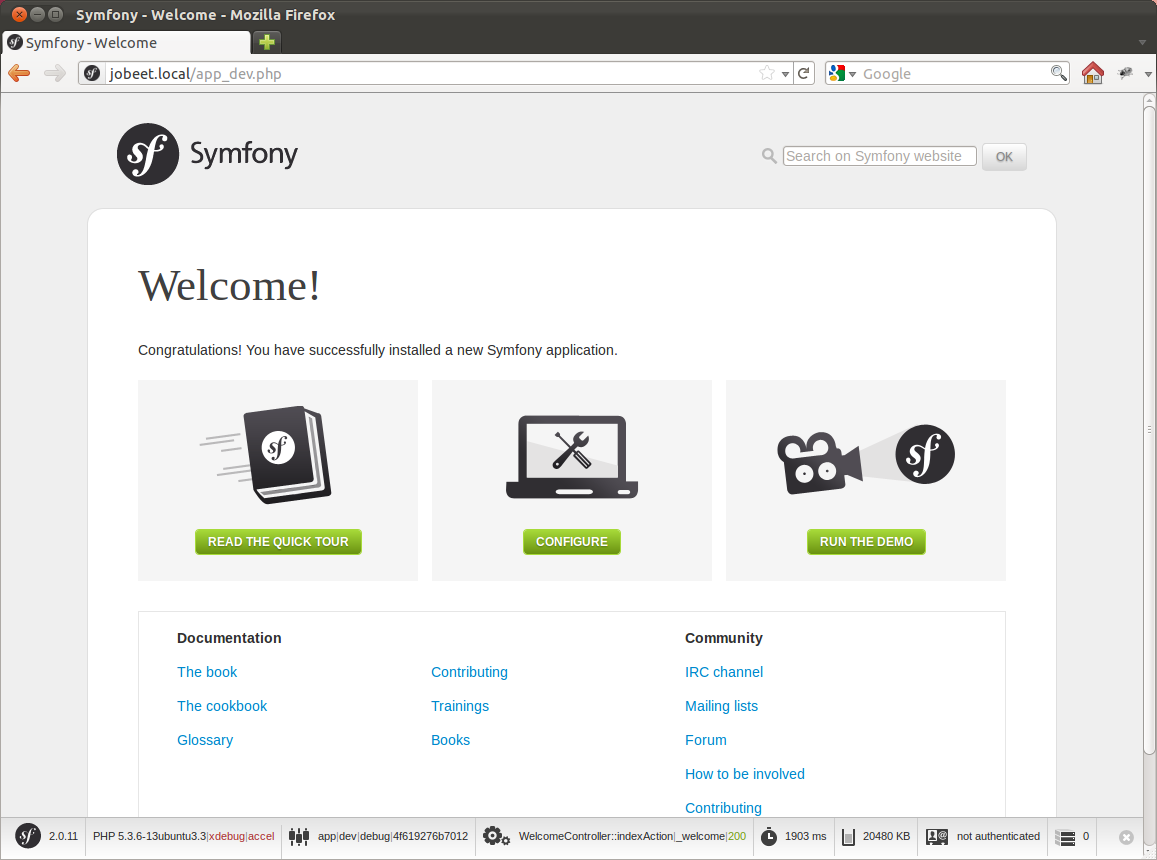 Symfony - Welcome - Mozilla Firefox
Symfony - Welcome
jobeet.local/app_dev.php
Google
sf Symfony
Search on Symfony website
OK
Welcome!
Congratulations! You have successfully installed a new Symfony application.
READ THE QUICK TOUR
CONFIGURE
RUN THE DEMO
Documentation
The book
The cookbook
Glossary
Contributing
Trainings
Books
Community
IRC channel
Mailing lists
Forum
How to be involved
Contributing
2.0.11 PHP 5.3.6-13ubuntu3.3|xdebug|accel app|dev|debug|4f619276b7012 WelcomeController::indexAction|_welcome|200 1903 ms 20480 KB not authenticated 0